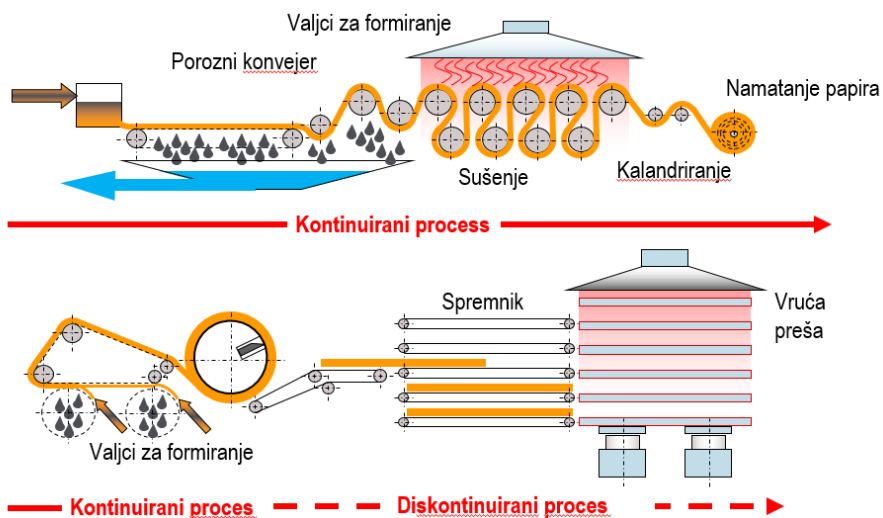 Valjci za formiranje
Porozni konvejer
Namatanje papira
Sušenje
Kalandriranje
Kontinuirani process
Spremnik
Vruća
preša
Valjci za formiranje
Kontinuirani proces
Diskontinuirani proces